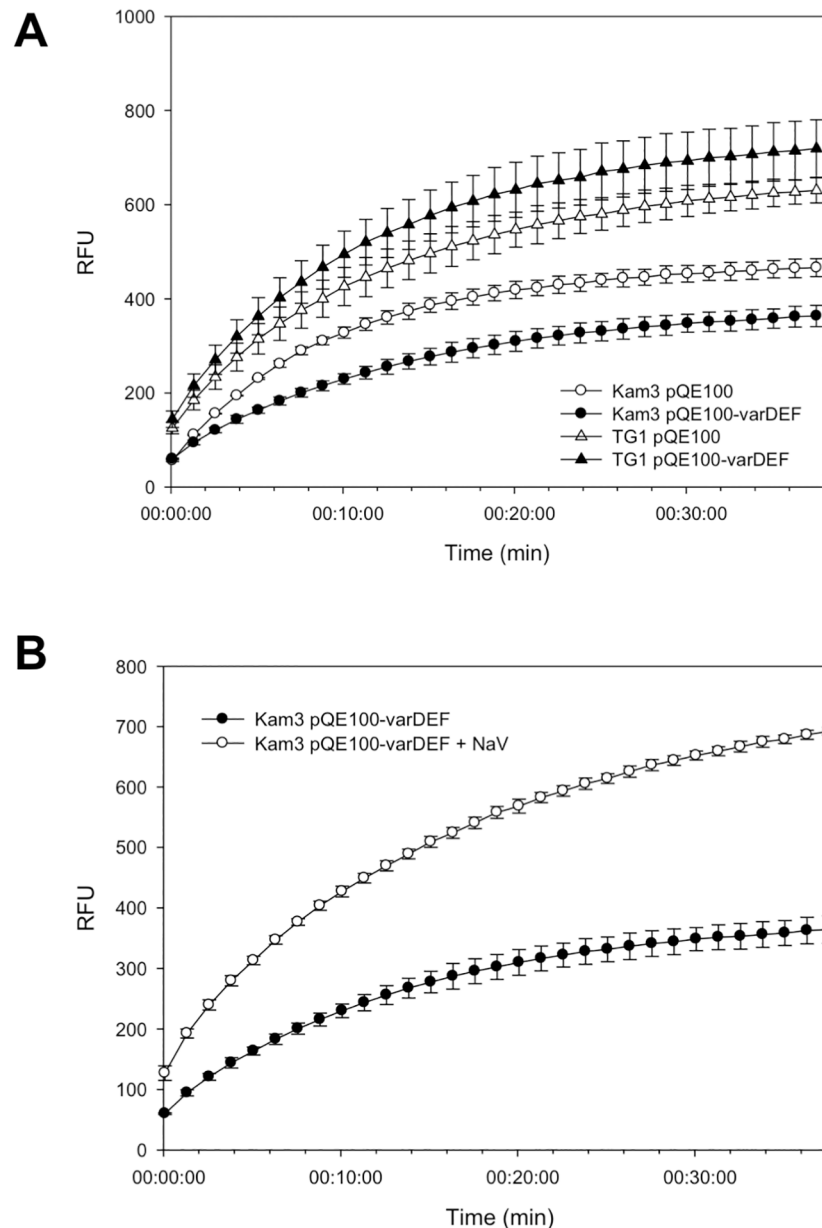 A
1000
800
600
400
200
0
RFU
Kam3 pQE100
Kam3 pQE100-varDEF
TG1 pQE100
TG1 pQE100-varDEF
00:00:00 00:10:00 00:20:00 00:30:00
Time (min)
B
800
700
600
500
400
300
200
100
0
RFU
Kam3 pQE100-varDEF
Kam3 pQE100-varDEF + NaV
00:00:00 00:10:00 00:20:00 00:30:00
Time (min)